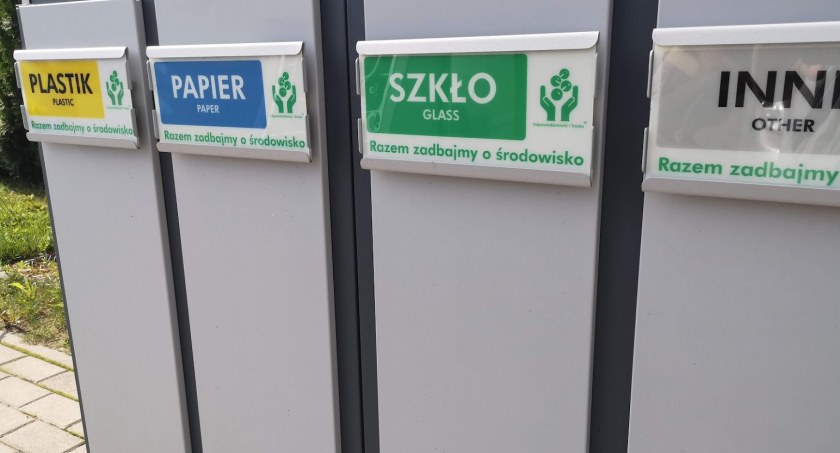 PLASTIK
PLASTIC
Razem zadbajmy o środowisko
PAPIER
PAPER
Razem zadbajmy o środowisko
SZKŁO
GLASS
Razem zadbajmy o środowisko
INN
OTHER
Razem zadbajmy